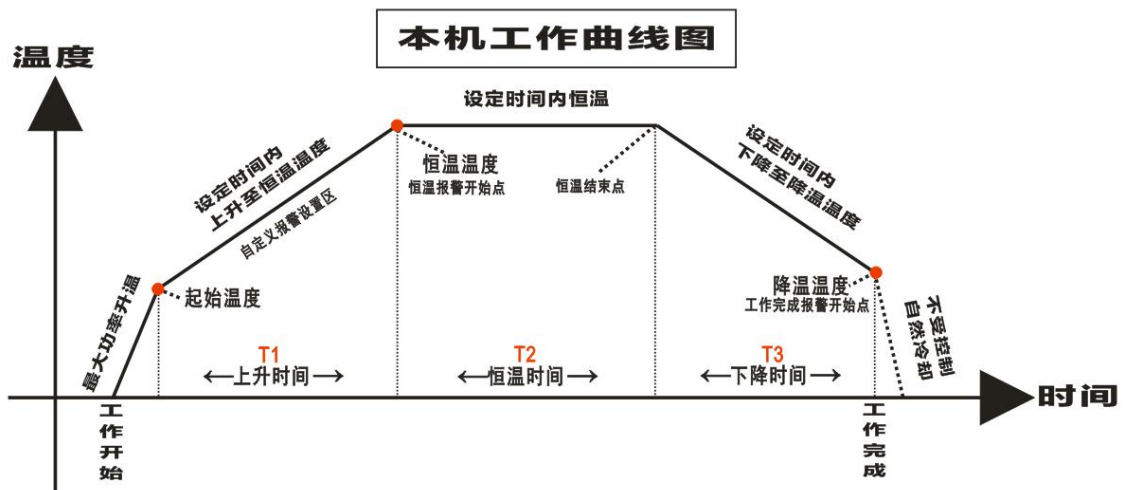 本机工作曲线图
温度
设定时间内恒温
设定时间内
上升至恒温温度
自定义报警设置区
恒温温度
恒温报警开始点
恒温结束点
设定时间内
下降至降温温度
最大功率升温
起始温度
降温温度
工作完成报警开始点
不受控制
自然冷却
T1
上升时间
T2
恒温时间
T3
下降时间
时间
工作开始
工作完成